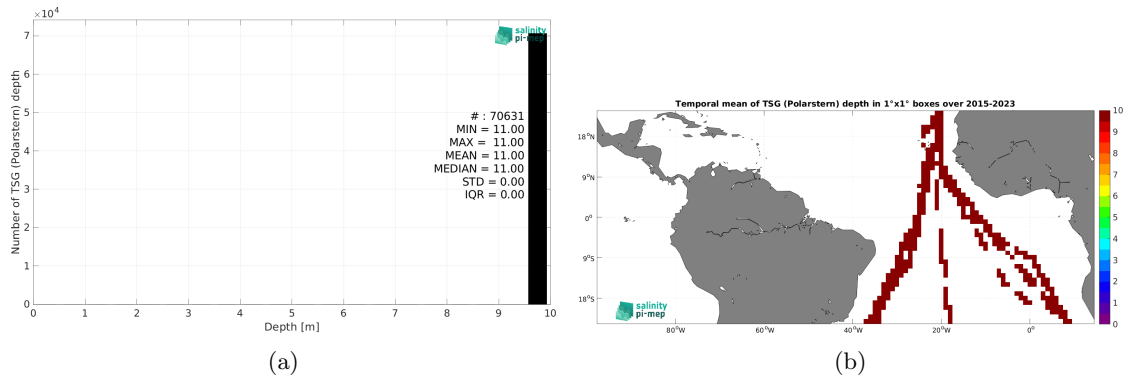 ×10⁴
7
6
5
4
3
2
1
0
Number of TSG (Polarstern) depth
salinity
pi-mep
# : 70631
MIN = 11.00
MAX = 11.00
MEAN = 11.00
MEDIAN = 11.00
STD = 0.00
IQR = 0.00
0 1 2 3 4 5 6 7 8 9 10
Depth [m]
(a)
Temporal mean of TSG (Polarstern) depth in 1°x1° boxes over 2015-2023
18°N
9°N
0°
9°S
18°S
80°W 60°W 40°W 20°W 0°
salinity
pi-mep
10
9
8
7
6
5
4
3
2
1
0
(b)